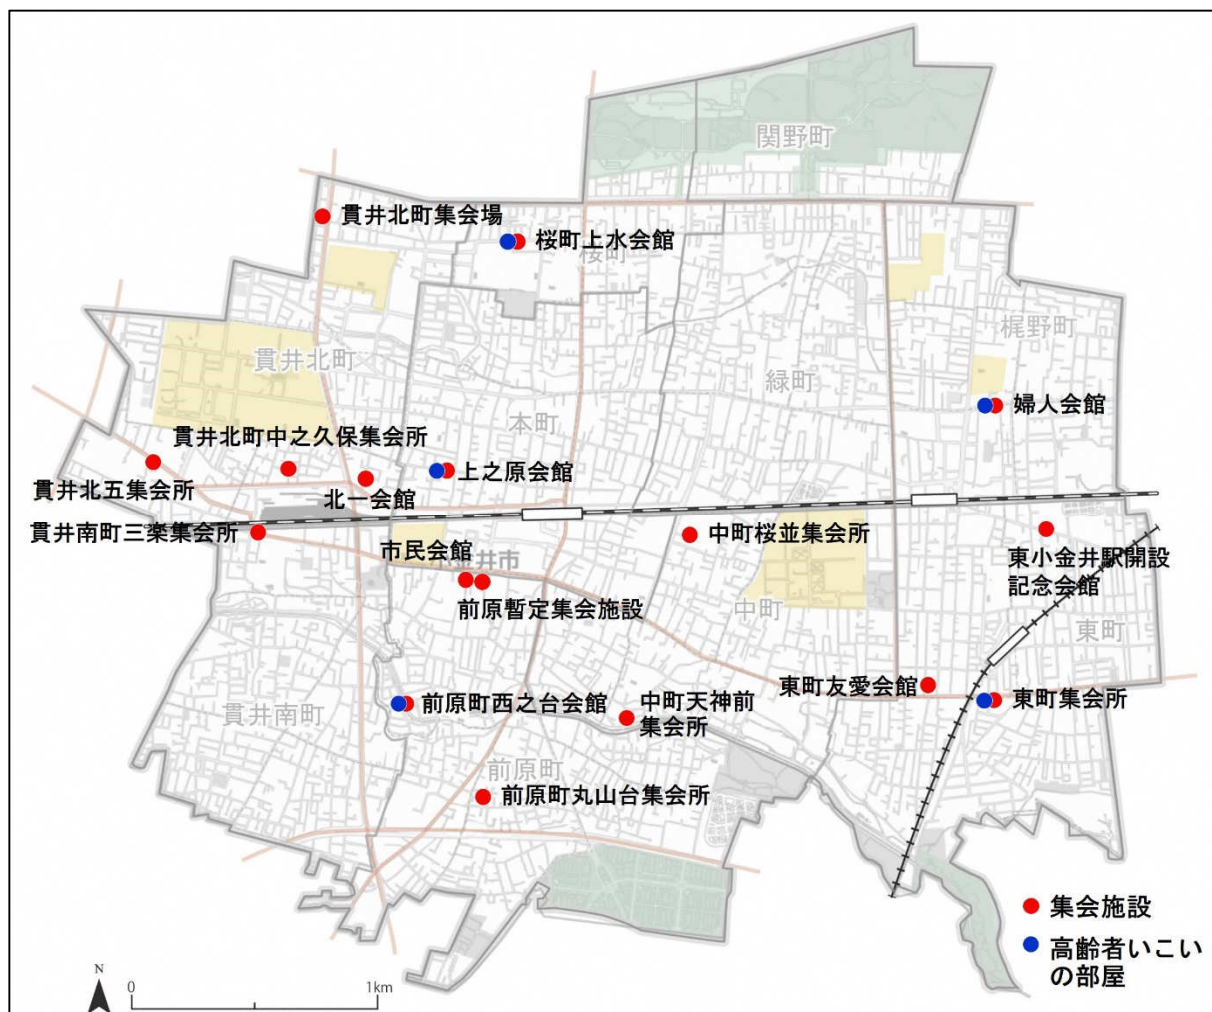 関野町
貫井北町集会場
桜町上水会館
桜町
梶野町
貫井北町
緑町
本町
婦人会館
貫井北町中之久保集会所
上之原会館
貫井北五集会所
北一会館
貫井南町三楽集会所
中町桜並集会所
市民会館
小金井市
東小金井駅開設
記念会館
前原暫定集会施設
中町
東町
東町友愛会館
前原町西之台会館
中町天神前
集会所
東町集会所
貫井南町
前原町
前原町丸山台集会所
集会施設
高齢者いこい
の部屋
N
0
1km